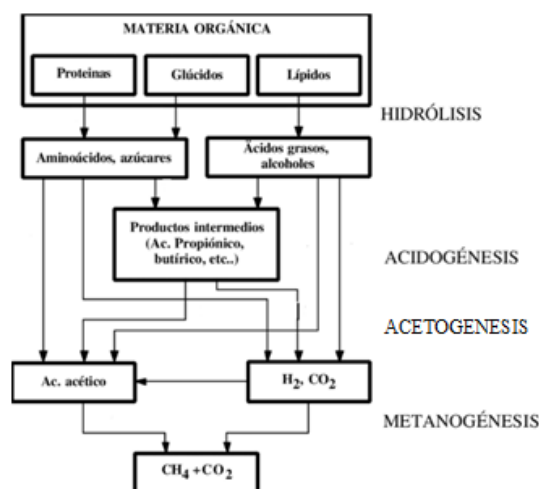 MATERIA ORGÁNICA
Proteinas
Glúcidos
Lípidos
HIDRÓLISIS
Aminoácidos, azúcares
Ácidos grasos,
alcoholes
Productos intermedios
(Ac. Propiónico,
butírico, etc..)
ACIDOGÉNESIS
ACETOGENESIS
Ac. acético
H2, CO2
METANOGÉNESIS
CH4 +CO2